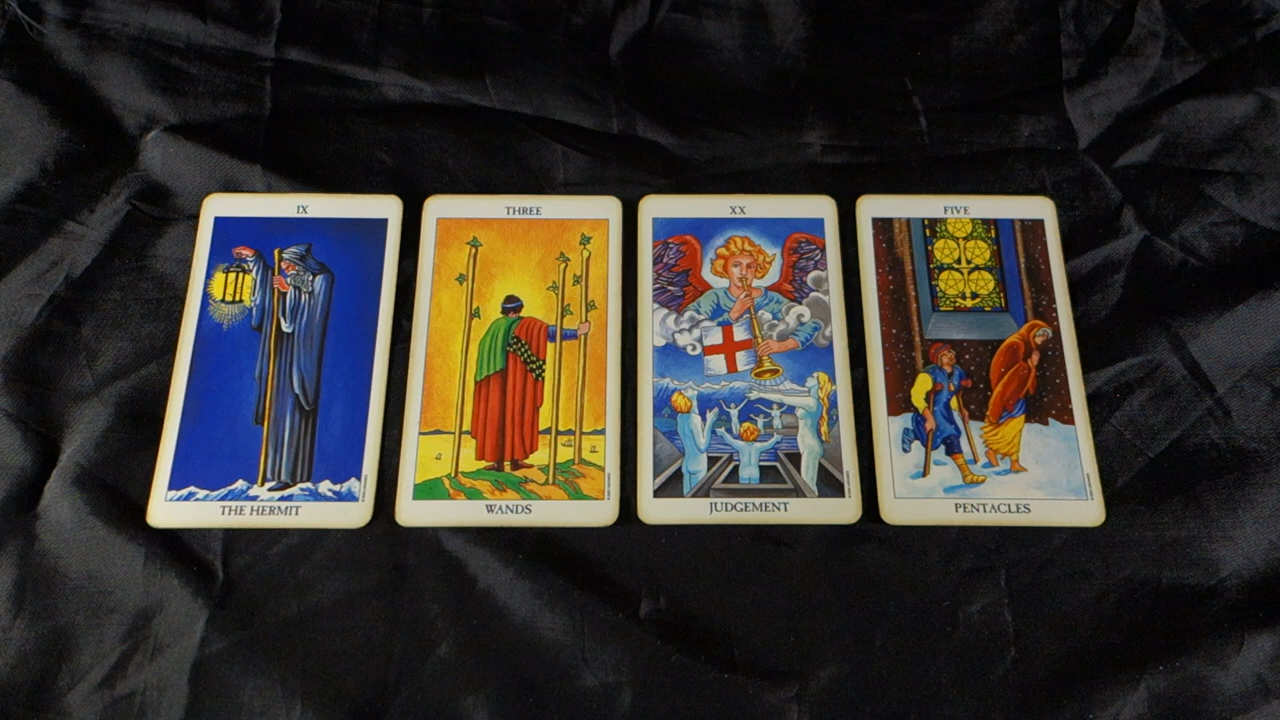 IX
THE HERMIT
THREE
WANDS
XX
JUDGEMENT
FIVE
PENTACLES